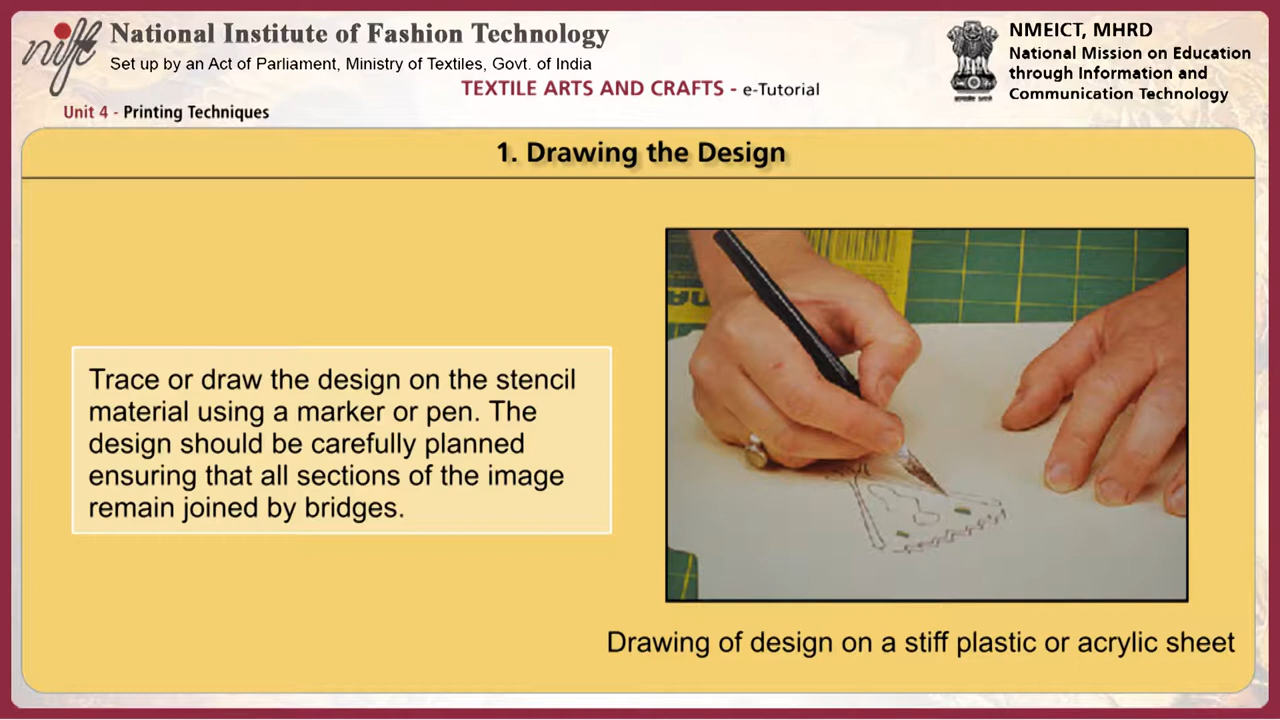 nift
National Institute of Fashion Technology
Set up by an Act of Parliament, Ministry of Textiles, Govt. of India
NMEICT, MHRD
National Mission on Education
through Information and
Communication Technology
TEXTILE ARTS AND CRAFTS - e-Tutorial
Unit 4 - Printing Techniques
1. Drawing the Design
Trace or draw the design on the stencil
material using a marker or pen. The
design should be carefully planned
ensuring that all sections of the image
remain joined by bridges.
Drawing of design on a stiff plastic or acrylic sheet